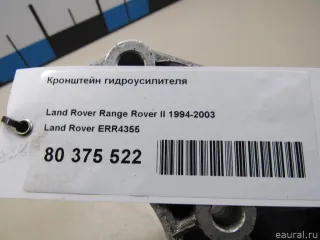 Кронштейн гидроусилителя
Land Rover Range Rover II 1994-2003
Land Rover ERR4355
80 375 522
eaural.ru